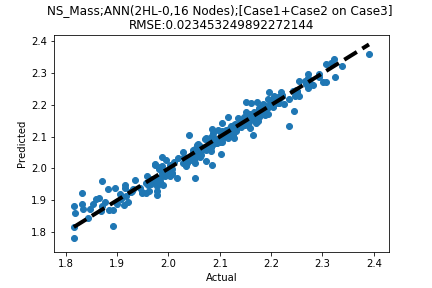 NS_Mass;ANN(2HL-0,16 Nodes);[Case1+Case2 on Case3]
RMSE:0.023453249892272144
2.4
2.3
2.2
2.1
2.0
1.9
1.8
Predicted
1.8 1.9 2.0 2.1 2.2 2.3 2.4
Actual